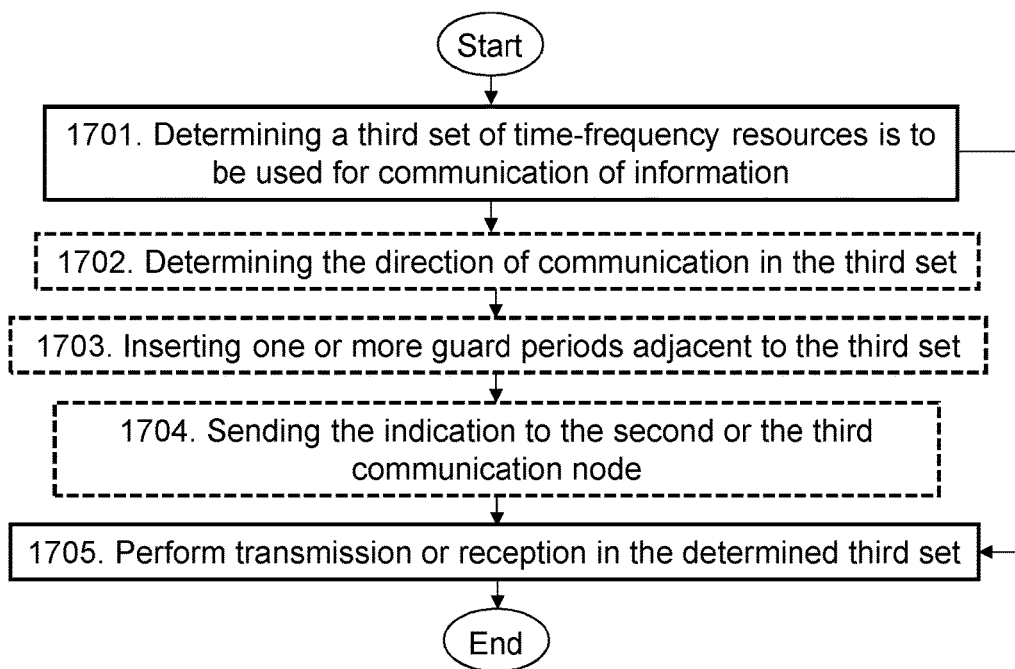 Start
1701. Determining a third set of time-frequency resources is to
be used for communication of information
1702. Determining the direction of communication in the third set
1703. Inserting one or more guard periods adjacent to the third set
1704. Sending the indication to the second or the third
communication node
1705. Perform transmission or reception in the determined third set
End